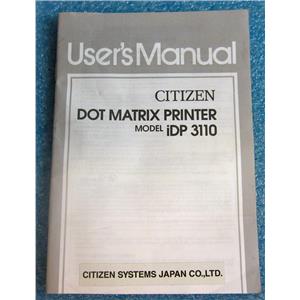 User's Manual
CITIZEN
DOT MATRIX PRINTER
MODEL iDP 3110
CITIZEN SYSTEMS JAPAN CO.,LTD.